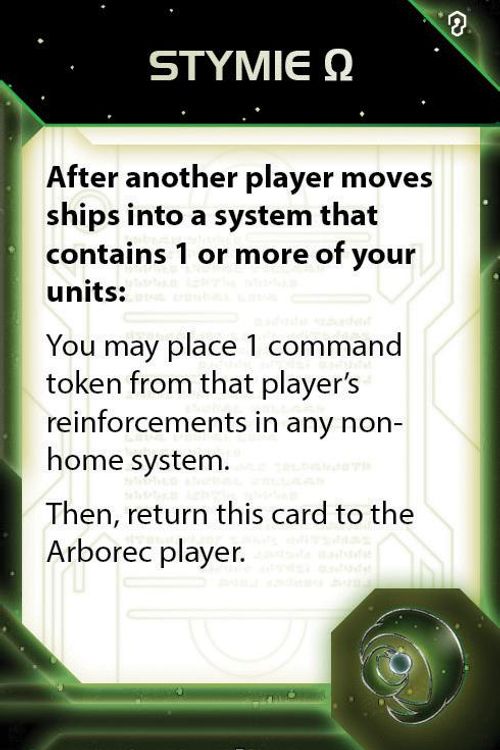 STYMIE Ω
After another player moves
ships into a system that
contains 1 or more of your
units:
You may place 1 command
token from that player's
reinforcements in any non-
home system.
Then, return this card to the
Arborec player.